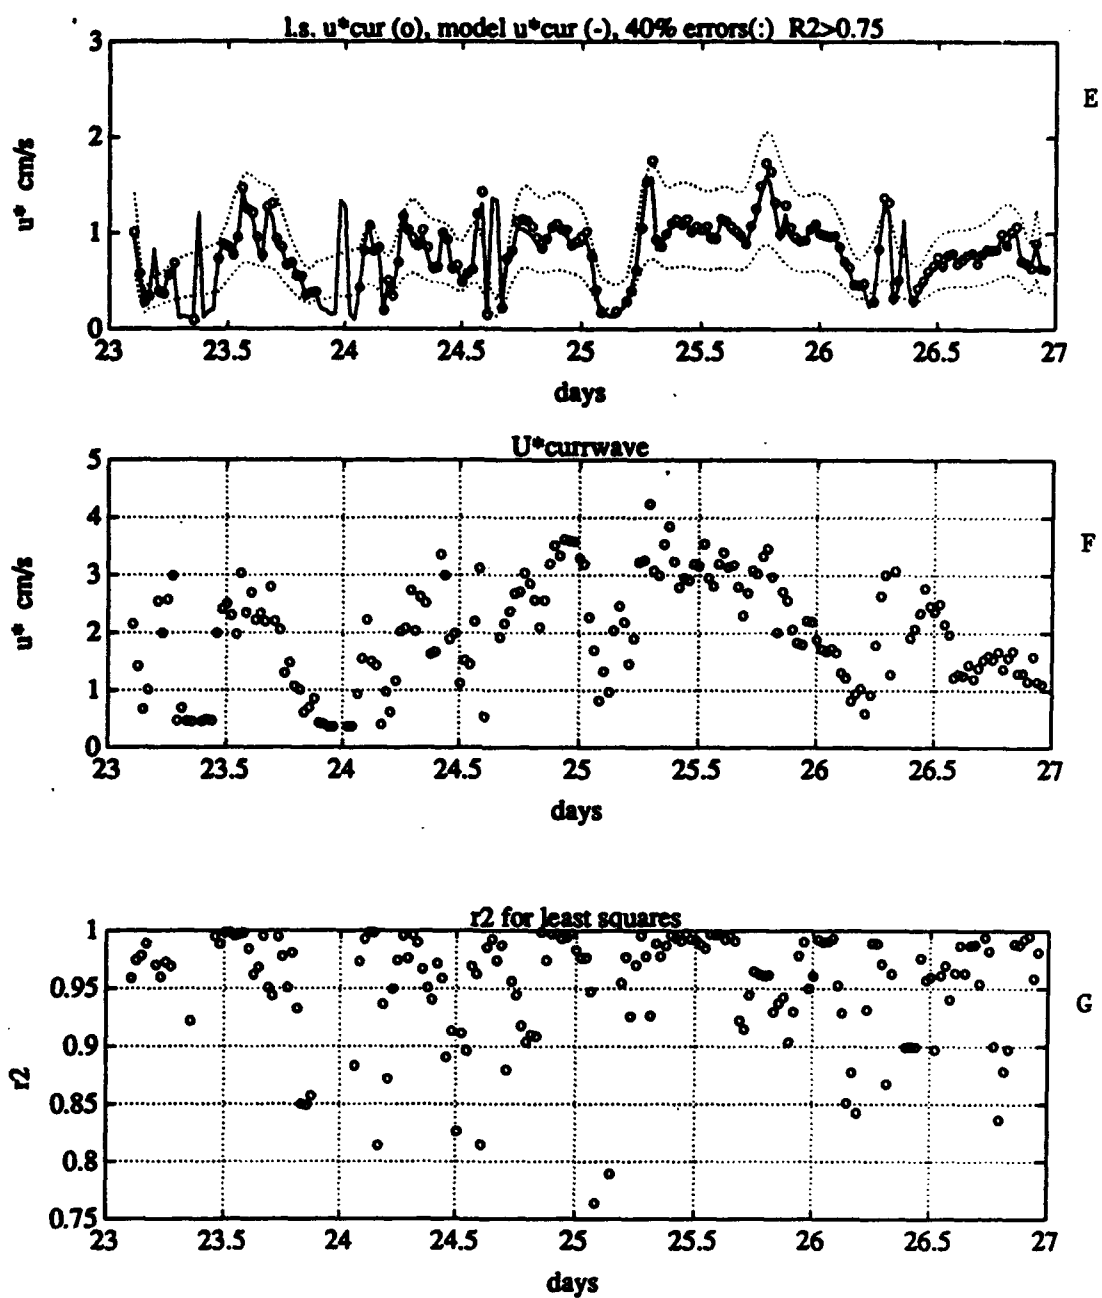 l.s. u*cur (o), model u*cur (-), 40% errors(:) R2>0.75
3
2
1
0
u* cm/s
E
23 23.5 24 24.5 25 25.5 26 26.5 27
days
U*currwave
5
4
3
2
1
0
u* cm/s
F
23 23.5 24 24.5 25 25.5 26 26.5 27
days
r2 for least squares
1
0.95
0.9
0.85
0.8
0.75
r2
G
23 23.5 24 24.5 25 25.5 26 26.5 27
days